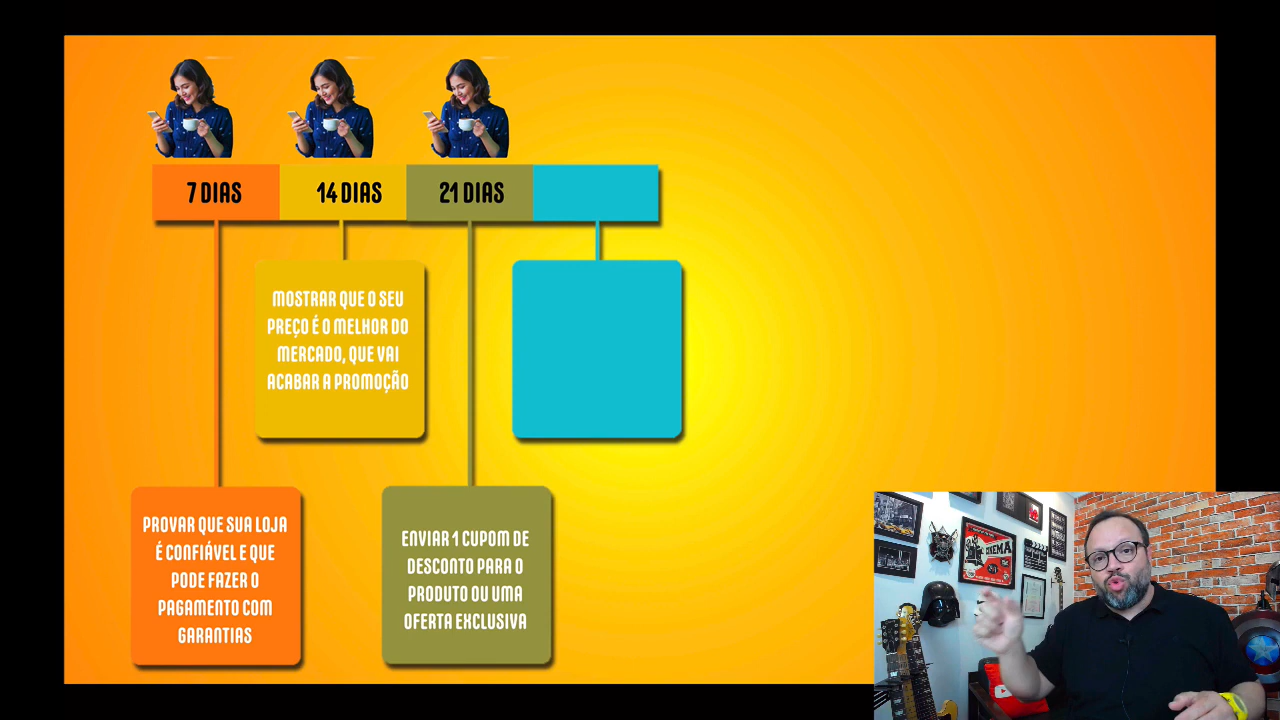 7 DIAS
14 DIAS
21 DIAS
MOSTRAR QUE O SEU
PREÇO É O MELHOR DO
MERCADO, QUE VAI
ACABAR A PROMOÇÃO
PROVAR QUE SUA LOJA
É CONFIÁVEL E QUE
PODE FAZER O
PAGAMENTO COM
GARANTIAS
ENVIAR 1 CUPOM DE
DESCONTO PARA O
PRODUTO OU UMA
OFERTA EXCLUSIVA
CINEMA